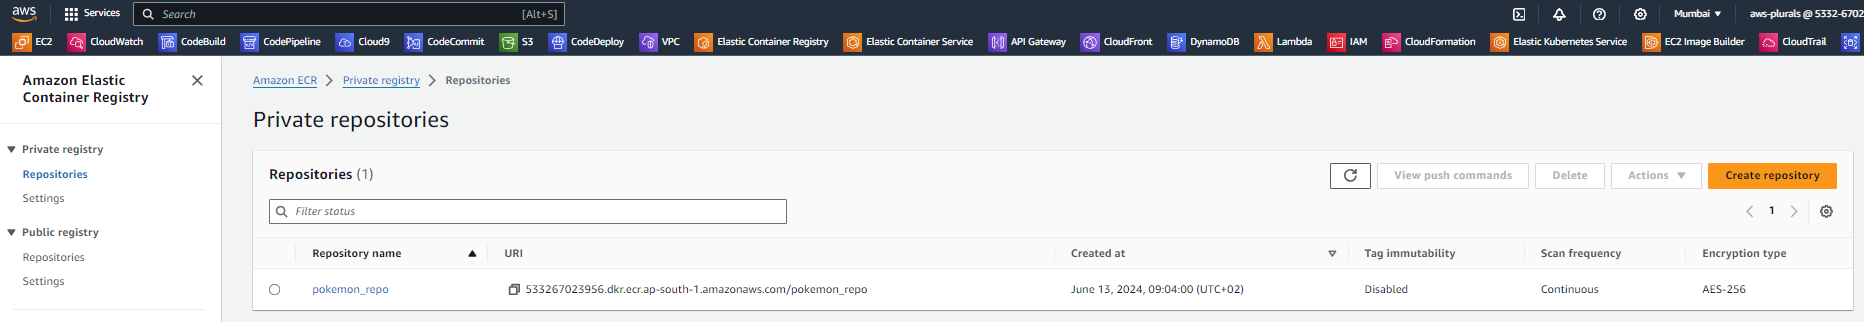 aws Services Search [Alt+S] Mumbai ▼ aws-plurals @ 5332-6702
EC2 CloudWatch CodeBuild CodePipeline Cloud9 CodeCommit S3 CodeDeploy VPC Elastic Container Registry Elastic Container Service API Gateway CloudFront DynamoDB Lambda IAM CloudFormation Elastic Kubernetes Service EC2 Image Builder CloudTrail
Amazon Elastic
Container Registry
Private registry
Repositories
Settings
Public registry
Repositories
Settings
Amazon ECR > Private registry > Repositories
Private repositories
Repositories (1) View push commands Delete Actions ▼ Create repository
Filter status < 1 >
Repository name ▲ URI Created at ▽ Tag immutability Scan frequency Encryption type
pokemon_repo 533267023956.dkr.ecr.ap-south-1.amazonaws.com/pokemon_repo June 13, 2024, 09:04:00 (UTC+02) Disabled Continuous AES-256